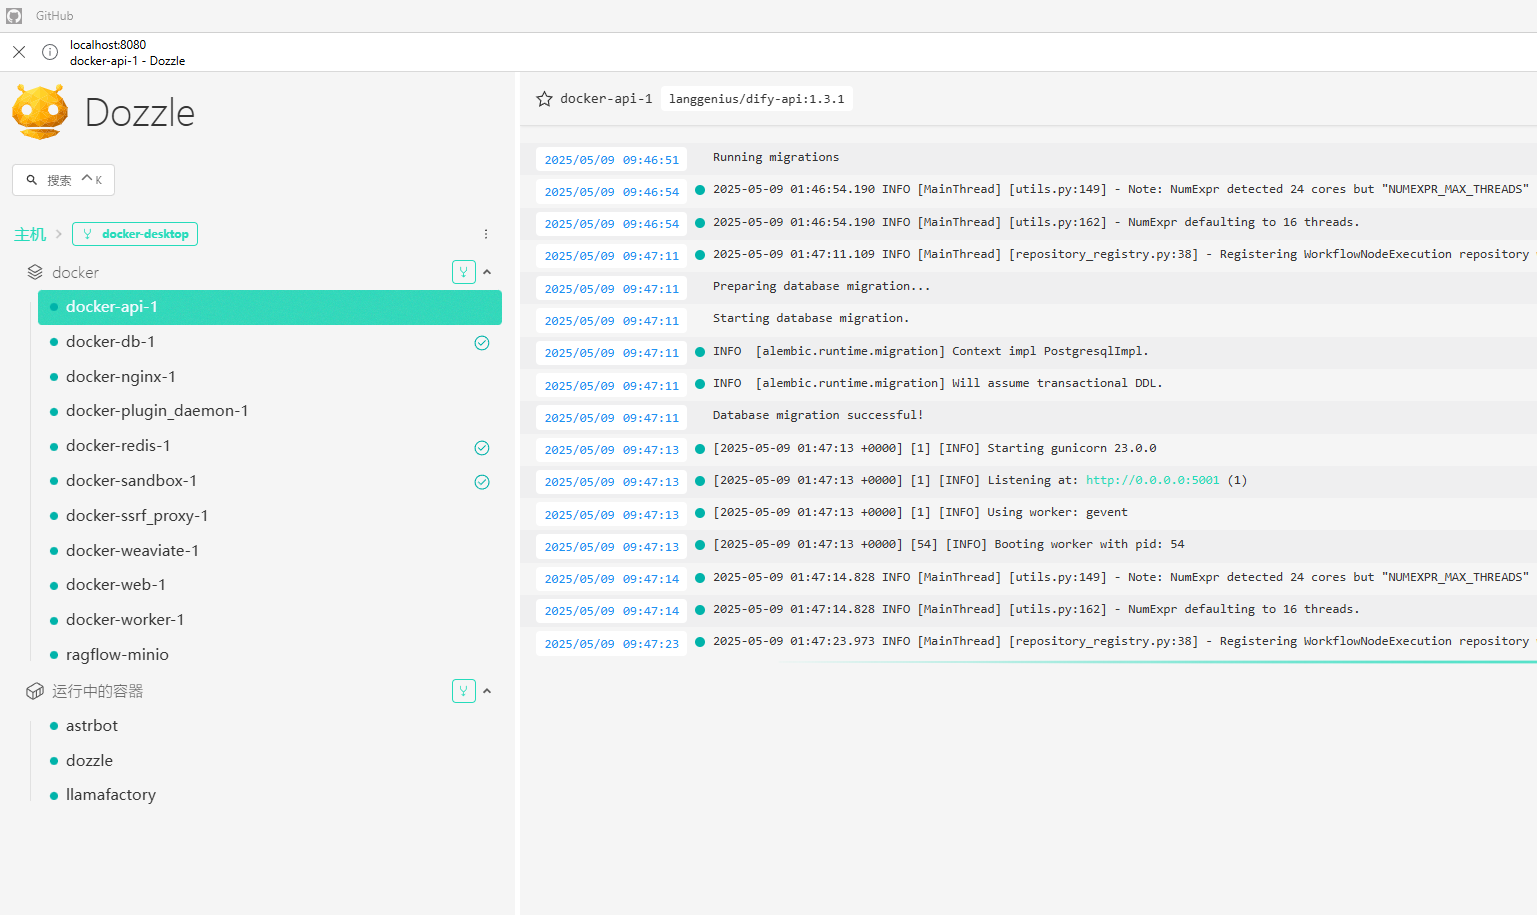 GitHub
localhost:8080
docker-api-1 - Dozzle
Dozzle
搜索 ^ K
主机 > docker-desktop
docker
docker-api-1
docker-db-1
docker-nginx-1
docker-plugin_daemon-1
docker-redis-1
docker-sandbox-1
docker-ssrf_proxy-1
docker-weaviate-1
docker-web-1
docker-worker-1
ragflow-minio
运行中的容器
astrbot
dozzle
llamafactory
docker-api-1 langgenius/dify-api:1.3.1
2025/05/09 09:46:51 Running migrations
2025/05/09 09:46:54 2025-05-09 01:46:54.190 INFO [MainThread] [utils.py:149] - Note: NumExpr detected 24 cores but "NUMEXPR_MAX_THREADS"
2025/05/09 09:46:54 2025-05-09 01:46:54.190 INFO [MainThread] [utils.py:162] - NumExpr defaulting to 16 threads.
2025/05/09 09:47:11 2025-05-09 01:47:11.109 INFO [MainThread] [repository_registry.py:38] - Registering WorkflowNodeExecution repository
2025/05/09 09:47:11 Preparing database migration...
2025/05/09 09:47:11 Starting database migration.
2025/05/09 09:47:11 INFO  [alembic.runtime.migration] Context impl PostgresqlImpl.
2025/05/09 09:47:11 INFO  [alembic.runtime.migration] Will assume transactional DDL.
2025/05/09 09:47:11 Database migration successful!
2025/05/09 09:47:13 [2025-05-09 01:47:13 +0000] [1] [INFO] Starting gunicorn 23.0.0
2025/05/09 09:47:13 [2025-05-09 01:47:13 +0000] [1] [INFO] Listening at: http://0.0.0.0:5001 (1)
2025/05/09 09:47:13 [2025-05-09 01:47:13 +0000] [1] [INFO] Using worker: gevent
2025/05/09 09:47:13 [2025-05-09 01:47:13 +0000] [54] [INFO] Booting worker with pid: 54
2025/05/09 09:47:14 2025-05-09 01:47:14.828 INFO [MainThread] [utils.py:149] - Note: NumExpr detected 24 cores but "NUMEXPR_MAX_THREADS"
2025/05/09 09:47:14 2025-05-09 01:47:14.828 INFO [MainThread] [utils.py:162] - NumExpr defaulting to 16 threads.
2025/05/09 09:47:23 2025-05-09 01:47:23.973 INFO [MainThread] [repository_registry.py:38] - Registering WorkflowNodeExecution repository